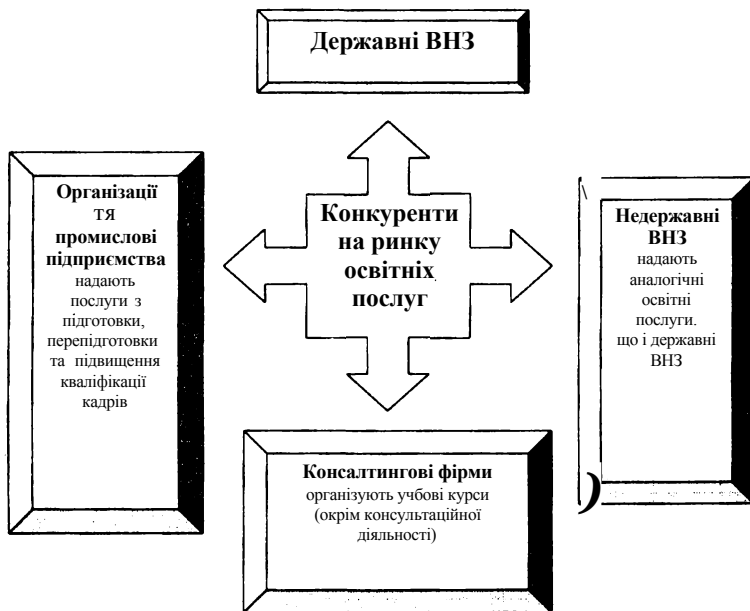 Державні ВНЗ
Організації
тя
промислові
підприємства
надають
послуги з
підготовки,
перепідготовки
та підвищення
кваліфікації
кадрів
Конкуренти
на ринку
освітніх
послуг
Недержавні
ВНЗ
надають
аналогічні
освітні
послуги.
що і державні
ВНЗ
Консалтингові фірми
організують учбові курси
(окрім консультаційної
діяльності)